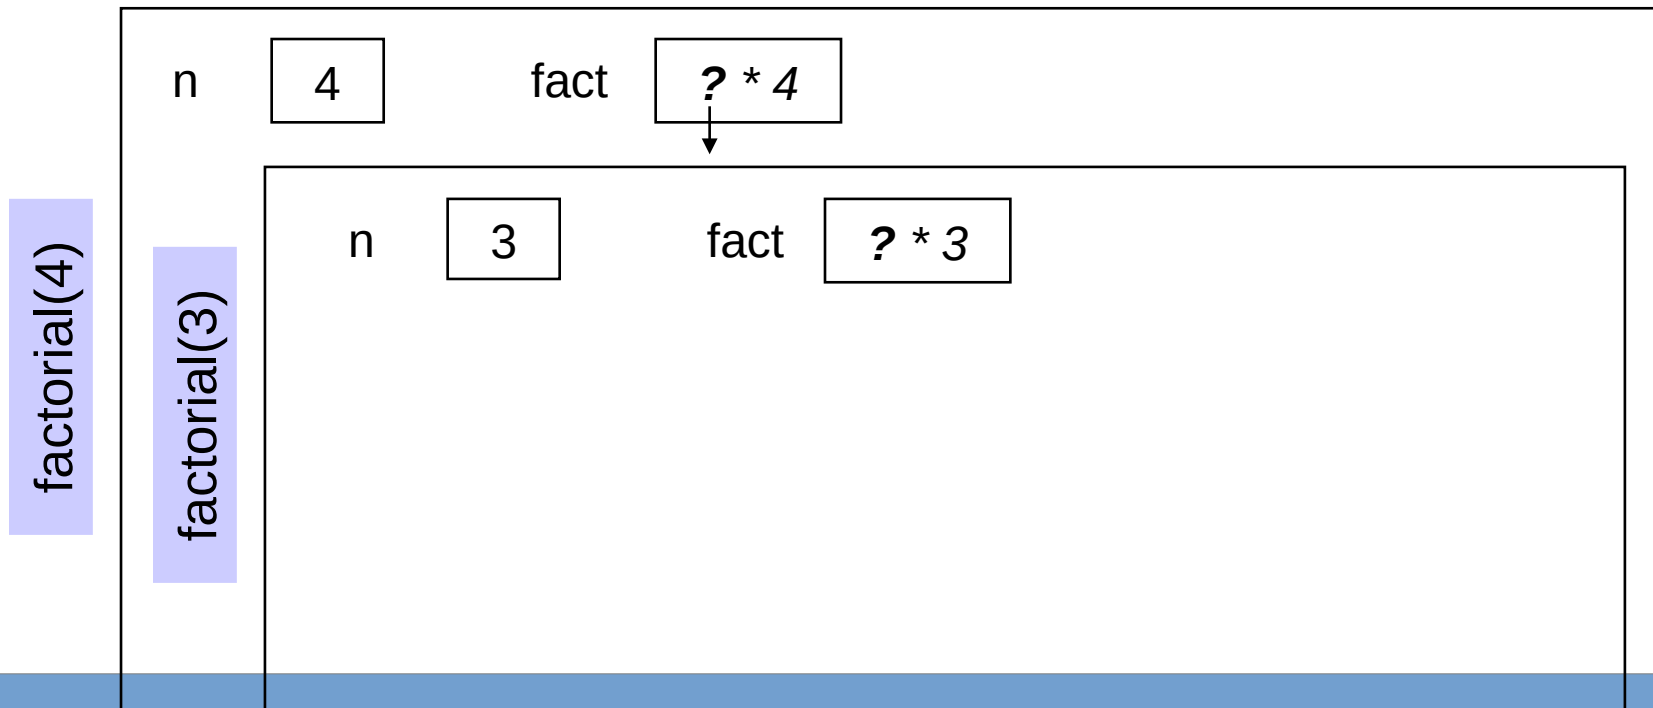 n 4 fact ? * 4
factorial(4)
factorial(3)
n 3 fact ? * 3